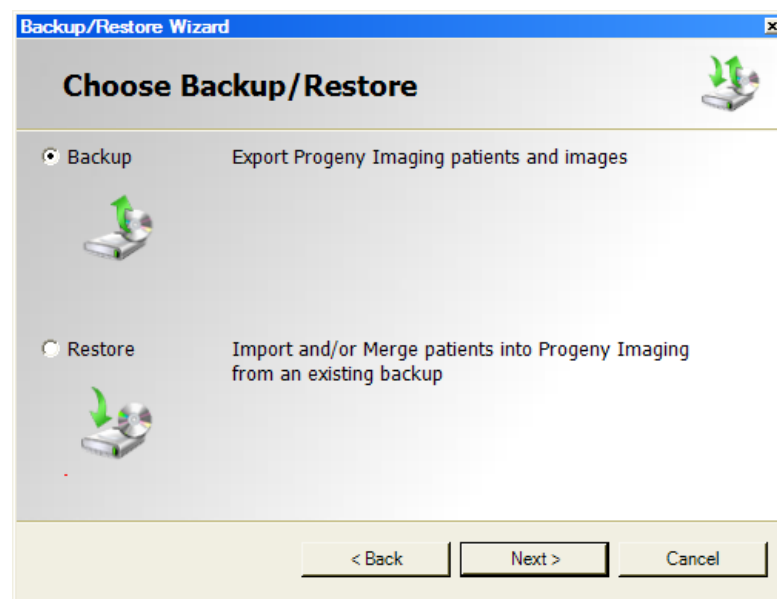 Backup/Restore Wizard
Choose Backup/Restore
Backup
Export Progeny Imaging patients and images
Restore
Import and/or Merge patients into Progeny Imaging
from an existing backup
< Back
Next >
Cancel